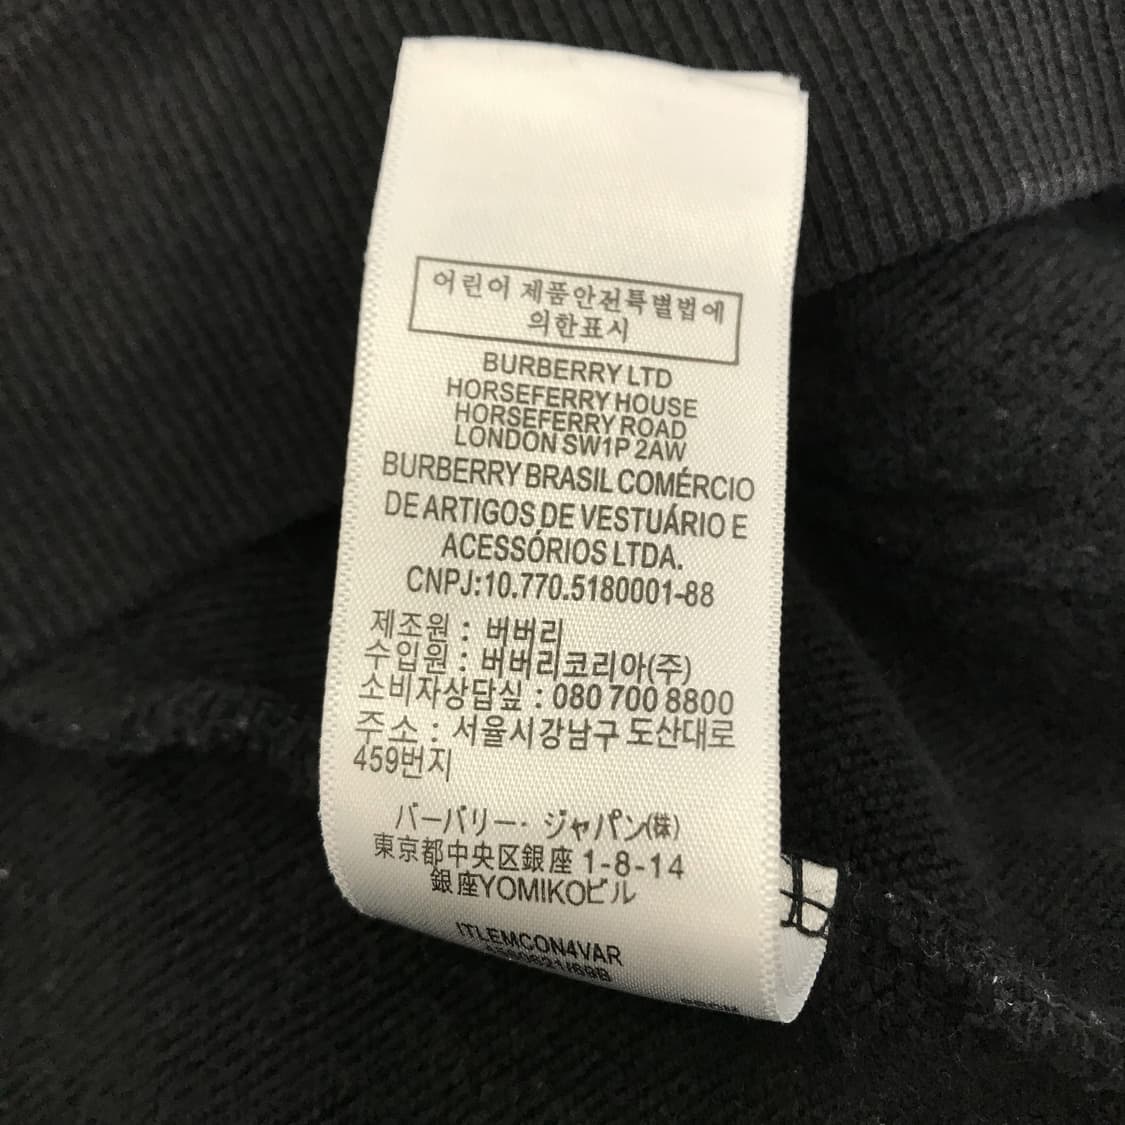 어린이 제품안전특별법에
의한표시
BURBERRY LTD
HORSEFERRY HOUSE
HORSEFERRY ROAD
LONDON SW1P 2AW
BURBERRY BRASIL COMÉRCIO
DE ARTIGOS DE VESTUÁRIO E
ACESSÓRIOS LTDA.
CNPJ:10.770.5180001-88
제조원 : 버버리
수입원 : 버버리코리아(주)
소비자상담싶 : 080 700 8800
주소 : 서울시강남구 도산대로
459번지
バーバリー・ジャパン(株)
東京都中央区銀座 1-8-14
銀座YOMIKOビル
ITLEMCON4VAR